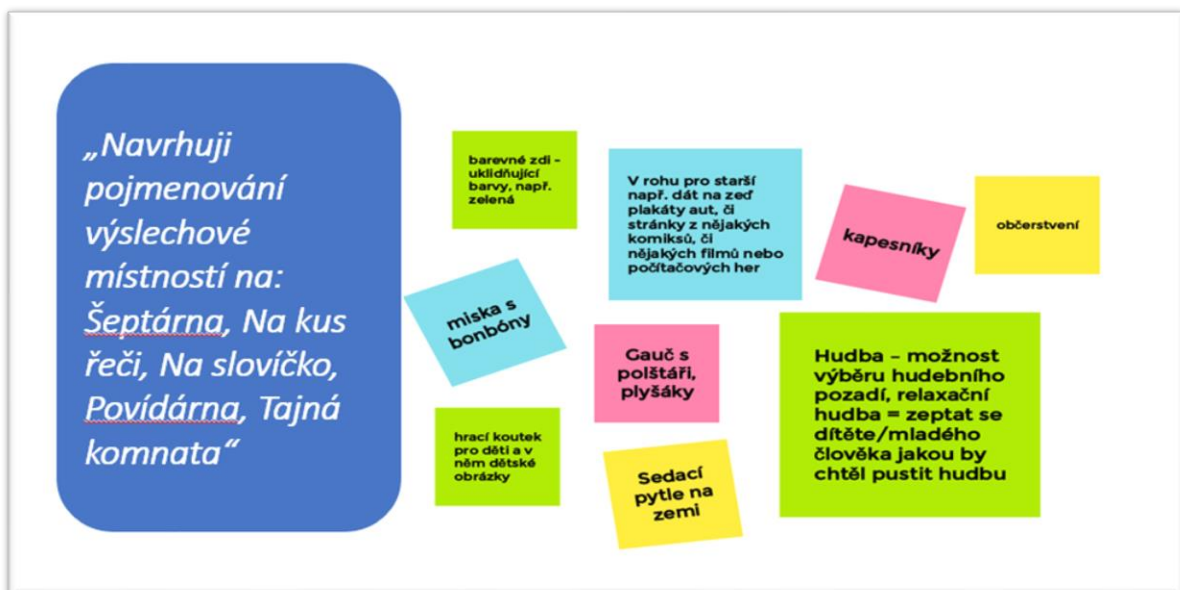 „Navrhuji
pojmenování
výslechové
místností na:
Šeptárna, Na kus
řeči, Na slovíčko,
Povídárna, Tajná
komnata“
barevné zdi -
uklidňující
barvy, např.
zelená
V rohu pro starší
např. dát na zeď
plakáty aut, či
stránky z nějakých
komiksů, či
nějakých filmů nebo
počítačových her
kapesníky
občerstvení
miska s
bonbóny
Gauč s
polštáři,
plyšáky
Hudba - možnost
výběru hudebního
pozadí, relaxační
hudba = zeptat se
dítěte/mladého
člověka jakou by
chtěl pustit hudbu
hrací koutek
pro děti a v
něm dětské
obrázky
Sedací
pytle na
zemi